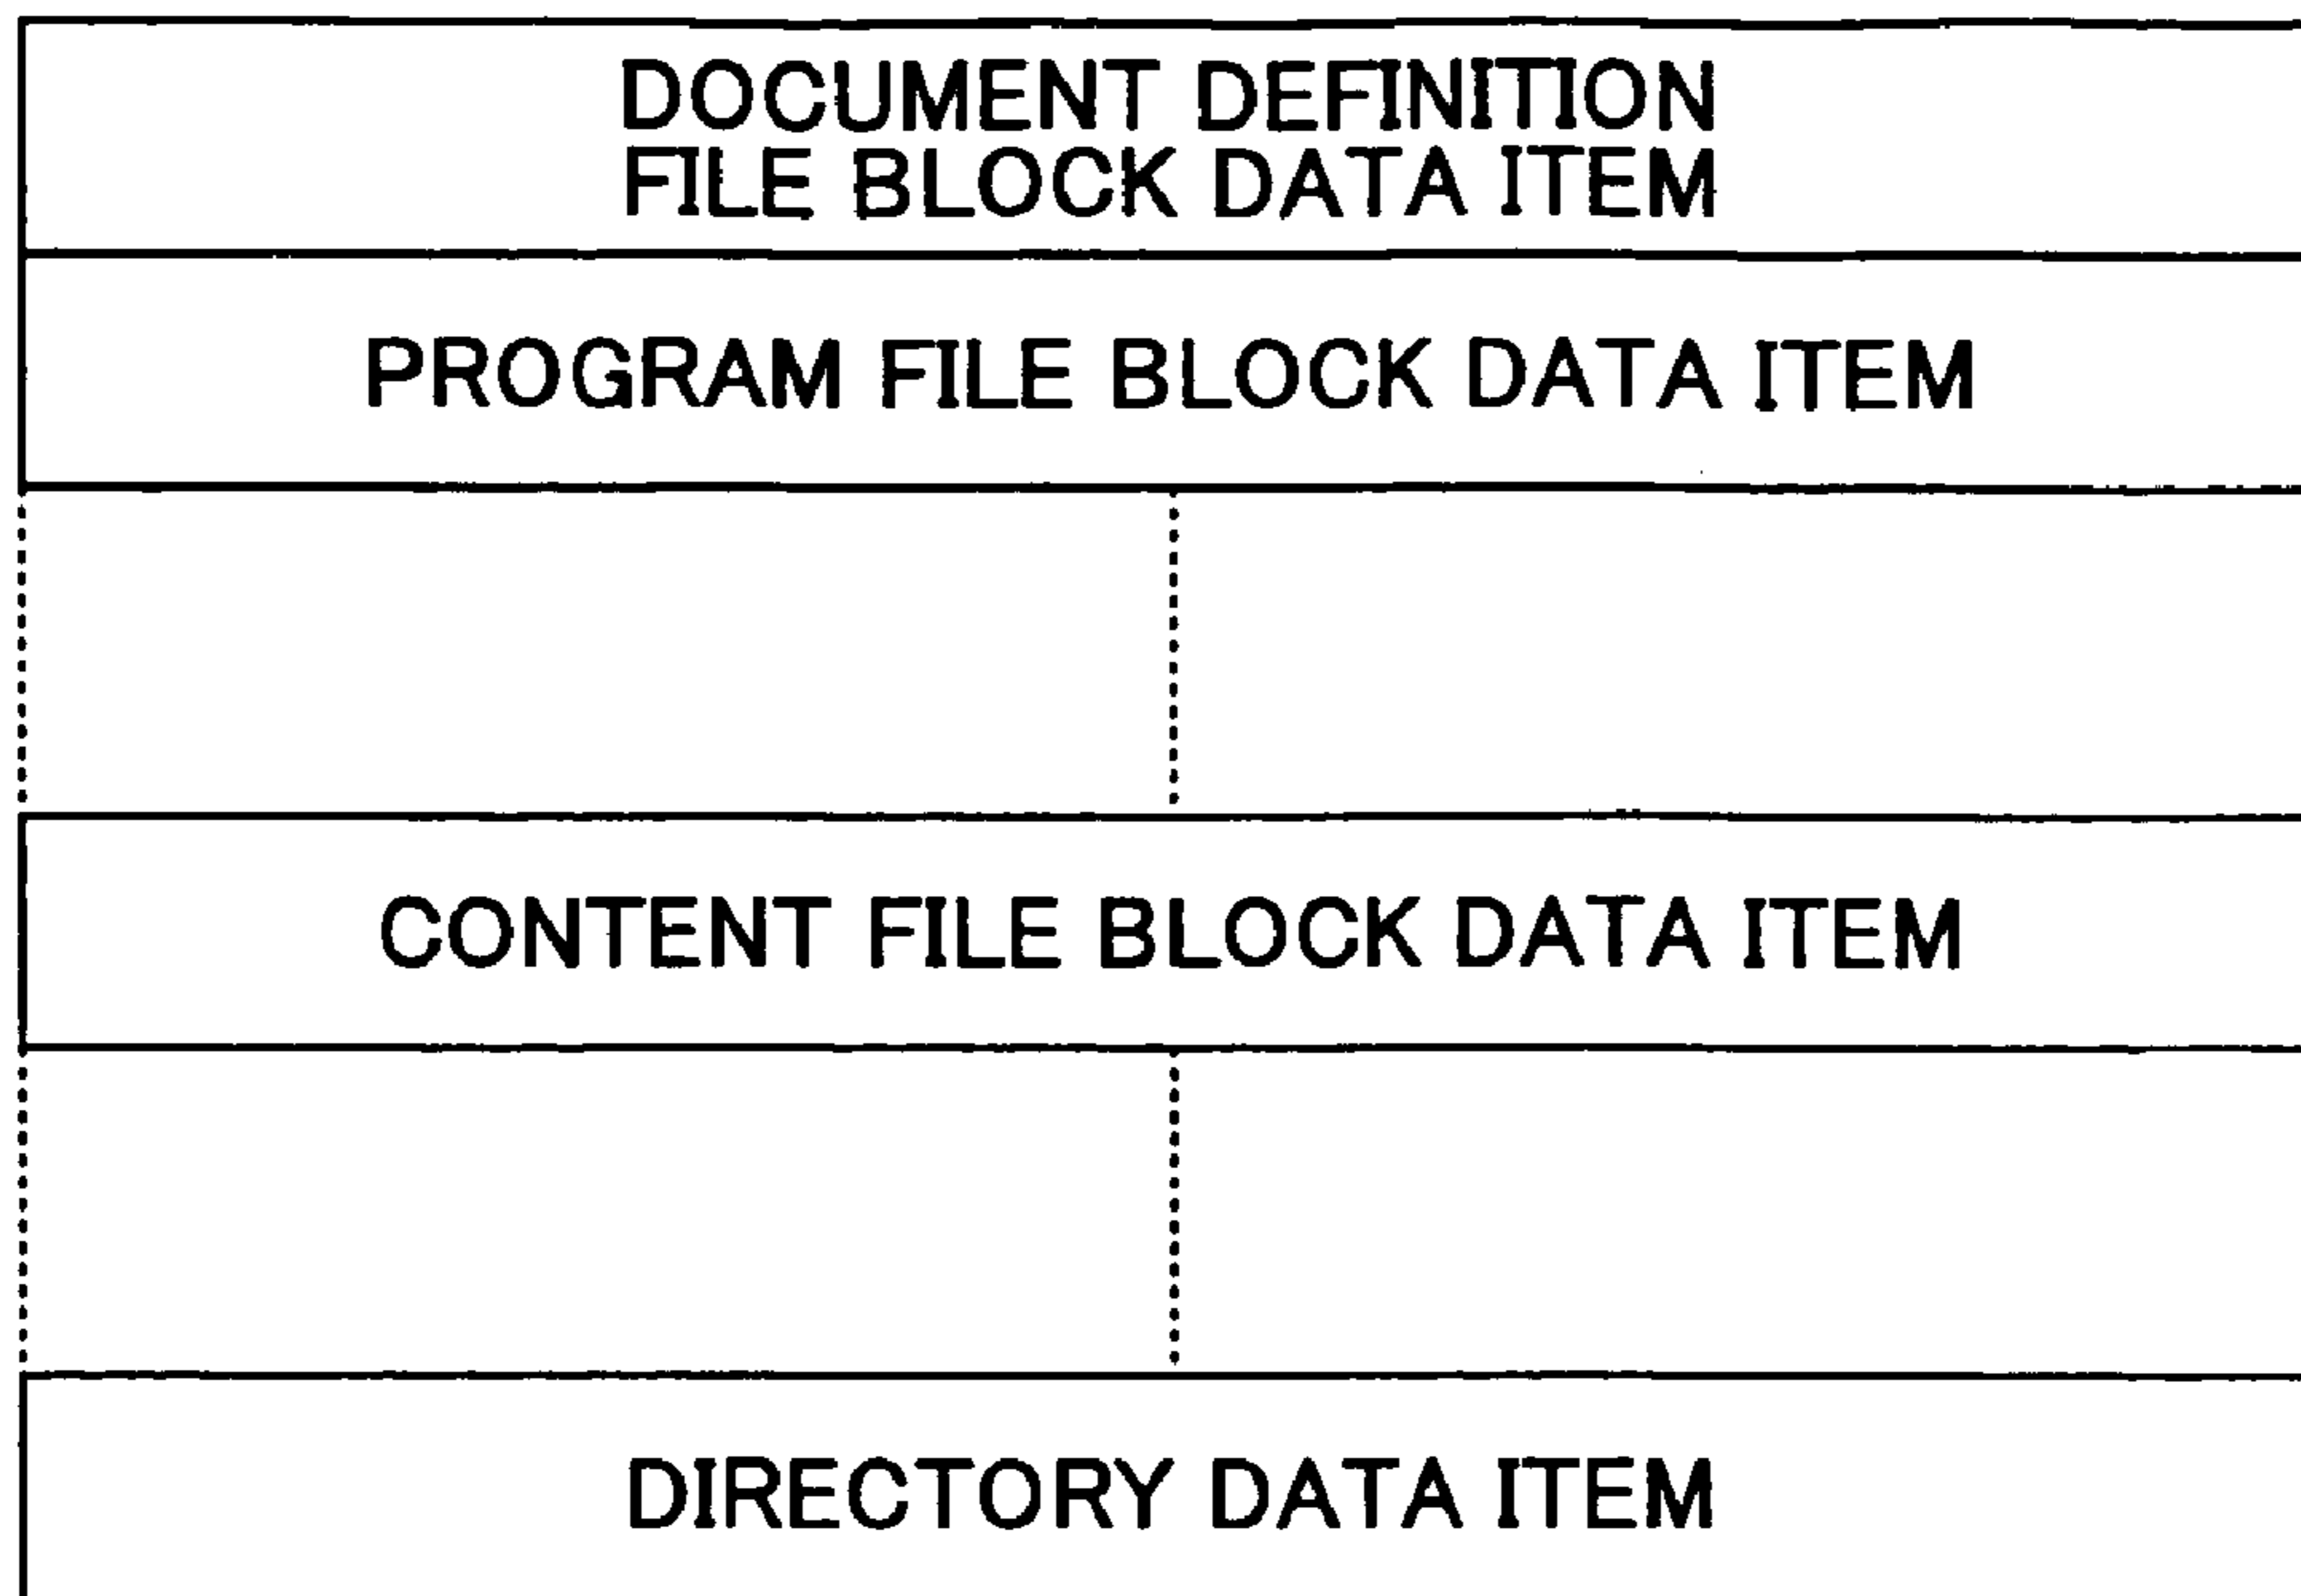 DOCUMENT DEFINITION
FILE BLOCK DATA ITEM
PROGRAM FILE BLOCK DATA ITEM
CONTENT FILE BLOCK DATA ITEM
DIRECTORY DATA ITEM